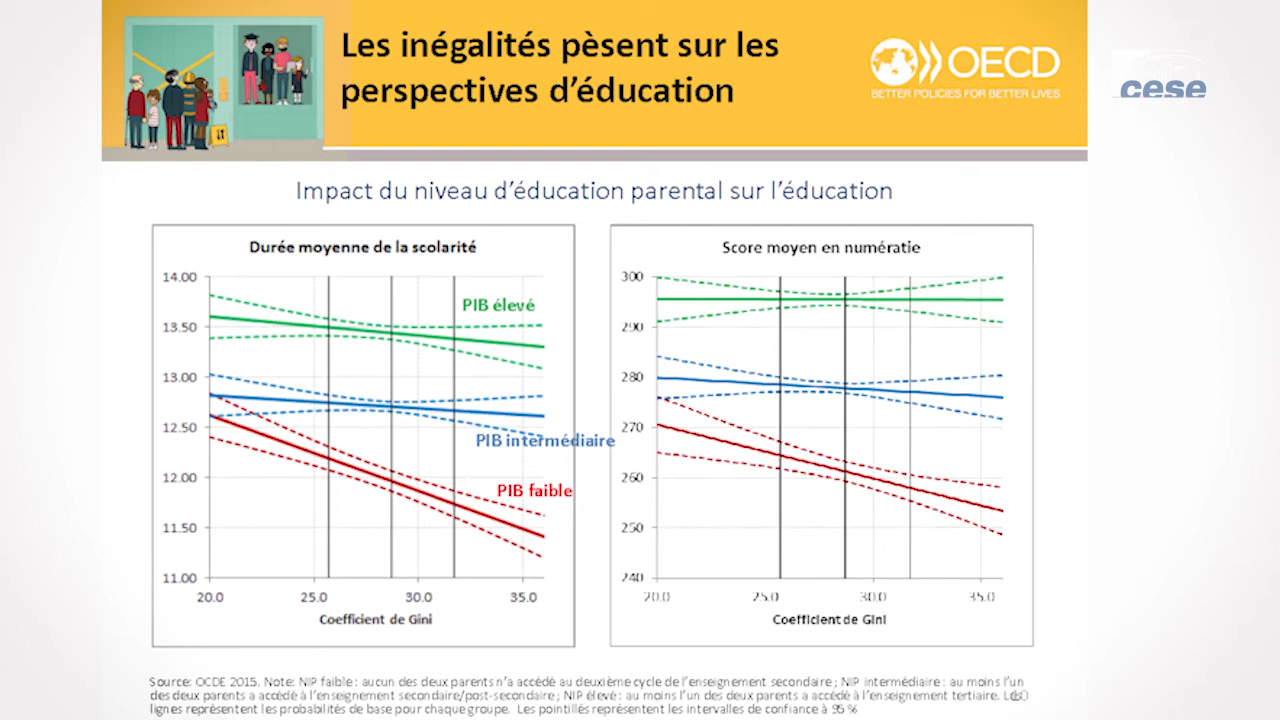 Les inégalités pèsent sur les
perspectives d'éducation
OECD
BETTER POLICIES FOR BETTER LIVES
cese
Impact du niveau d'éducation parental sur l'éducation
Durée moyenne de la scolarité
14.00
13.50
13.00
12.50
12.00
11.50
11.00
20.0 25.0 30.0 35.0
Coefficient de Gini
PIB élevé
PIB intermédiaire
PIB faible
Score moyen en numératie
300
290
280
270
260
250
240
20.0 25.0 30.0 35.0
Coefficient de Gini
Source: OCDE 2015. Note: NIP faible : aucun des deux parents n'a accédé au deuxième cycle de l'enseignement secondaire ; NIP intermédiaire : au moins l'un
des deux parents a accédé à l'enseignement secondaire/post-secondaire ; NIP élevé : au moins l'un des deux parents a accédé à l'enseignement tertiaire.
lignes représentent les probabilités de base pour chaque groupe. Les pointillés représentent les intervalles de confiance à 95 %